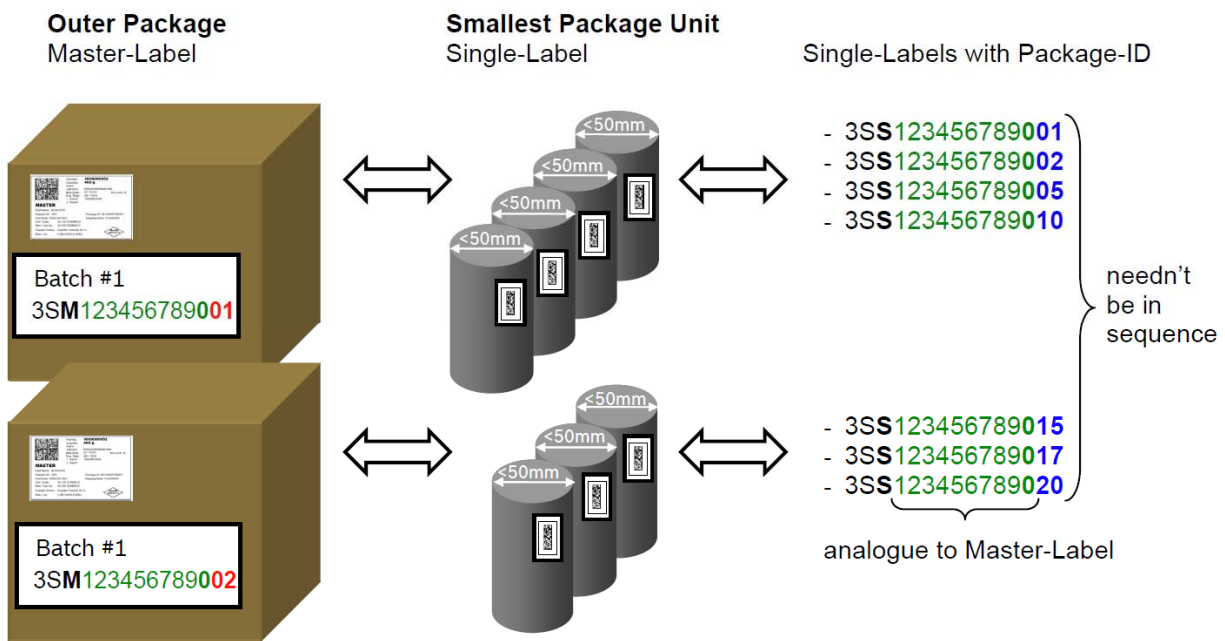 Outer Package
Master-Label
Smallest Package Unit
Single-Label
Single-Labels with Package-ID
MASTER
Batch #1
3SM123456789001
<50mm
<50mm
<50mm
<50mm
- 3SS123456789001
- 3SS123456789002
- 3SS123456789005
- 3SS123456789010
needn't
be in
sequence
MASTER
Batch #1
3SM123456789002
<50mm
<50mm
<50mm
- 3SS123456789015
- 3SS123456789017
- 3SS123456789020
analogue to Master-Label